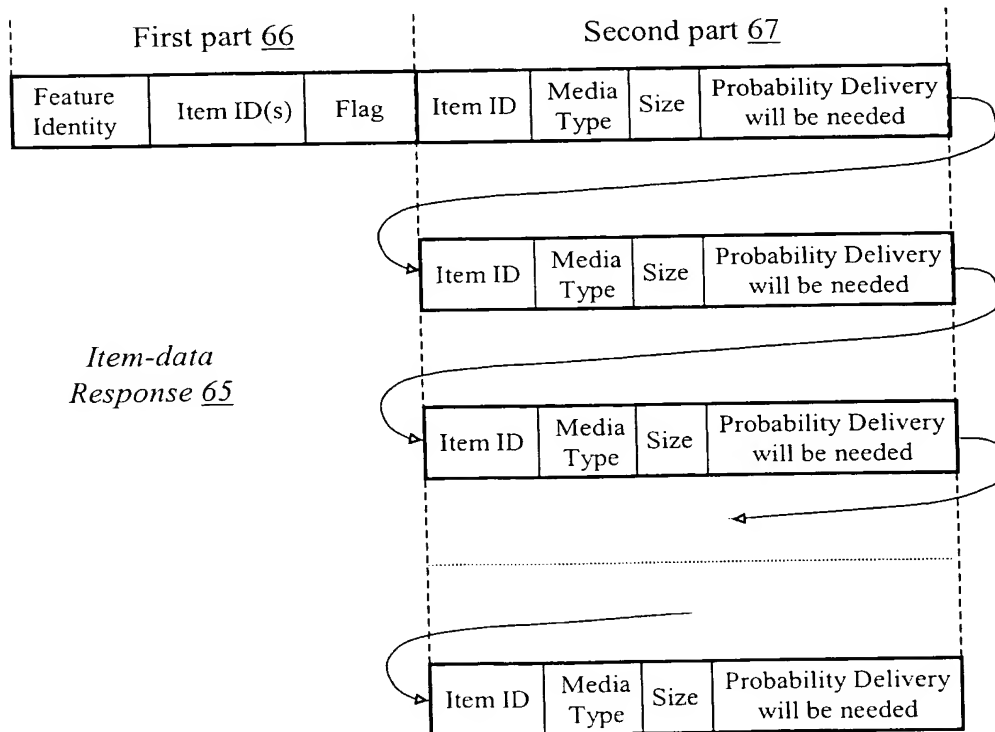 First part 66
Second part 67
Feature Identity
Item ID(s)
Flag
Item ID
Media Type
Size
Probability Delivery will be needed
Item ID
Media Type
Size
Probability Delivery will be needed
Item-data
Response 65
Item ID
Media Type
Size
Probability Delivery will be needed
Item ID
Media Type
Size
Probability Delivery will be needed